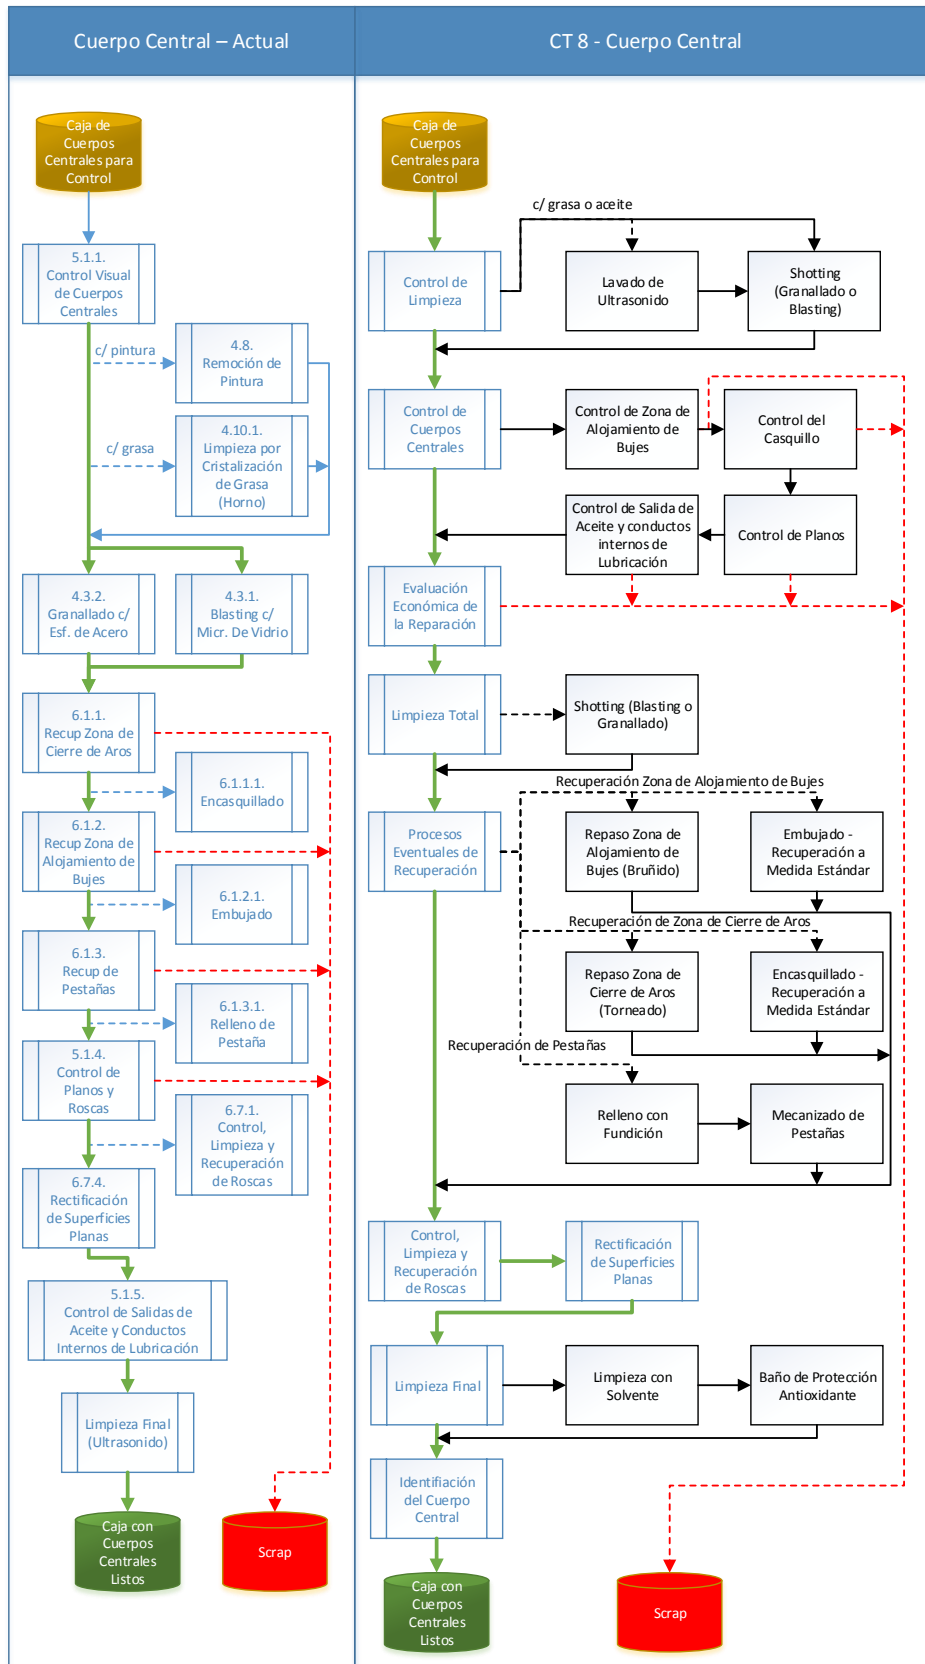 Cuerpo Central – Actual
Caja de
Cuerpos
Centrales para
Control
5.1.1.
Control Visual
de Cuerpos
Centrales
c/ pintura
4.8.
Remoción de
Pintura
c/ grasa
4.10.1.
Limpieza por
Cristalización
de Grasa
(Horno)
4.3.2.
Granallado c/
Esf. de Acero
4.3.1.
Blasting c/
Micr. De Vidrio
6.1.1.
Recup Zona de
Cierre de Aros
6.1.1.1.
Encasquillado
6.1.2.
Recup Zona de
Alojamiento de
Bujes
6.1.2.1.
Embujado
6.1.3.
Recup de
Pestañas
6.1.3.1.
Relleno de
Pestaña
5.1.4.
Control de
Planos y
Roscas
6.7.1.
Control,
Limpieza y
Recuperación
de Roscas
6.7.4.
Rectificación
de Superficies
Planas
5.1.5.
Control de Salidas de
Aceite y Conductos
Internos de Lubricación
Limpieza Final
(Ultrasonido)
Caja con
Cuerpos
Centrales
Listos
Scrap
CT 8 - Cuerpo Central
Caja de
Cuerpos
Centrales para
Control
c/ grasa o aceite
Control de
Limpieza
Lavado de
Ultrasonido
Shotting
(Granallado o
Blasting)
Control de
Cuerpos
Centrales
Control de Zona de
Alojamiento de
Bujes
Control del
Casquillo
Control de Salida de
Aceite y conductos
internos de
Lubricación
Control de Planos
Evaluación
Económica de
la Reparación
Limpieza Total
Shotting (Blasting o
Granallado)
Recuperación Zona de Alojamiento de Bujes
Procesos
Eventuales de
Recuperación
Repaso Zona de
Alojamiento de
Bujes (Bruñido)
Embujado -
Recuperación a
Medida Estándar
Recuperación de Zona de Cierre de Aros
Repaso Zona de
Cierre de Aros
(Torneado)
Encasquillado -
Recuperación a
Medida Estándar
Recuperación de Pestañas
Relleno con
Fundición
Mecanizado de
Pestañas
Control,
Limpieza y
Recuperación
de Roscas
Rectificación
de Superficies
Planas
Limpieza Final
Limpieza con
Solvente
Baño de Protección
Antioxidante
Identifiación
del Cuerpo
Central
Caja con
Cuerpos
Centrales
Listos
Scrap